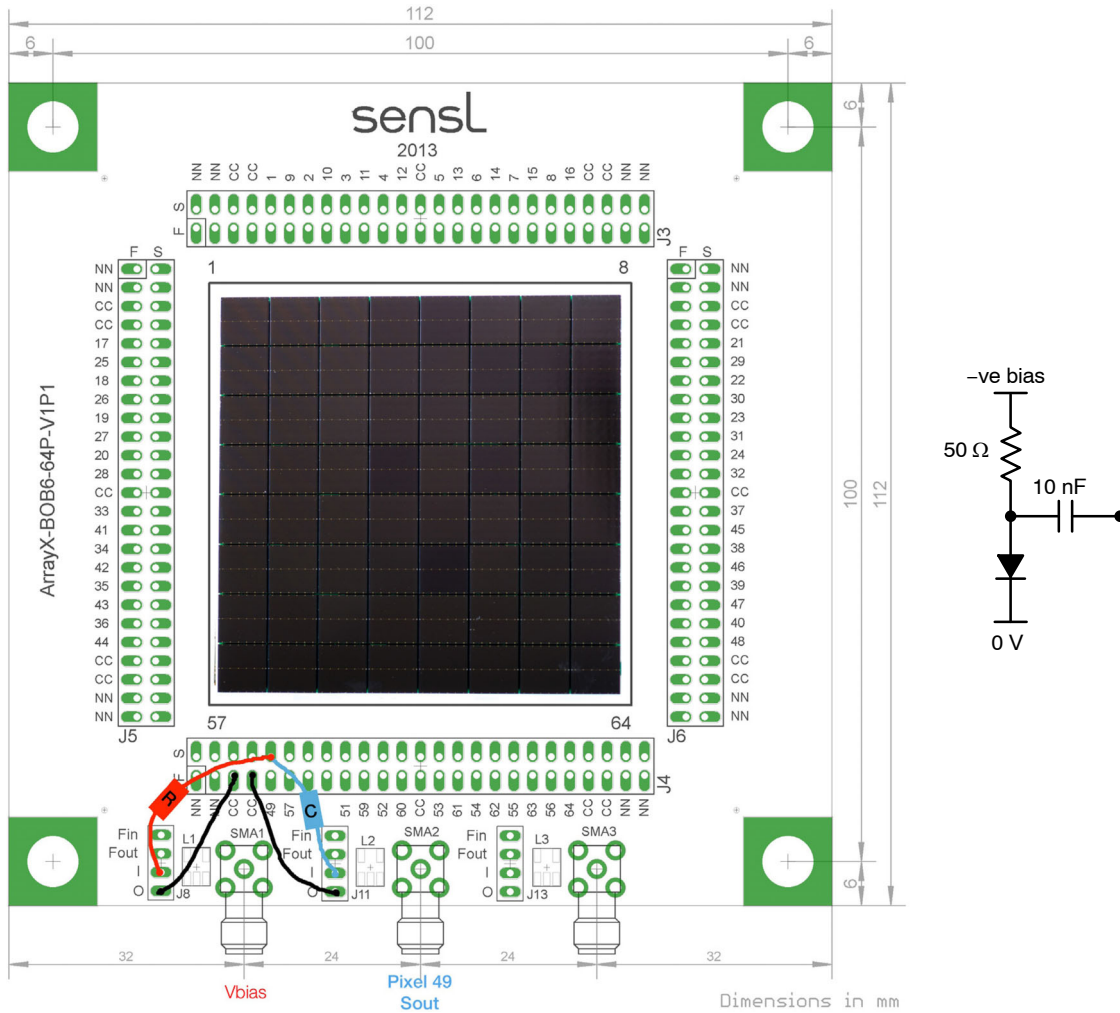 112
6
100
6
sensL
2013
NN NN CC CC 1 9 2 10 3 11 4 12 CC 5 13 6 14 7 15 8 16 CC CC NN NN
S
F
J3
F S
1
8
F S
NN
NN
CC
CC
17
25
18
26
19
27
20
28
CC
33
41
34
42
35
43
36
44
CC
CC
NN
NN
J5
ArrayX-BOB6-64P-V1P1
NN
NN
CC
CC
21
29
22
30
23
31
24
32
CC
37
45
38
46
39
47
40
48
CC
CC
NN
NN
J6
6
100
112
6
–ve bias
50 Ω
10 nF
0 V
57
64
S
F
J4
NN NN CC CC 49 57 51 59 52 60 CC 53 61 54 62 55 63 56 64 CC CC NN NN
R
C
Fin
Fout
I
O
J8
L1
SMA1
Fin
Fout
I
O
J11
L2
SMA2
Fin
Fout
I
O
J13
L3
SMA3
32
24
24
32
Vbias
Pixel 49
Sout
Dimensions in mm